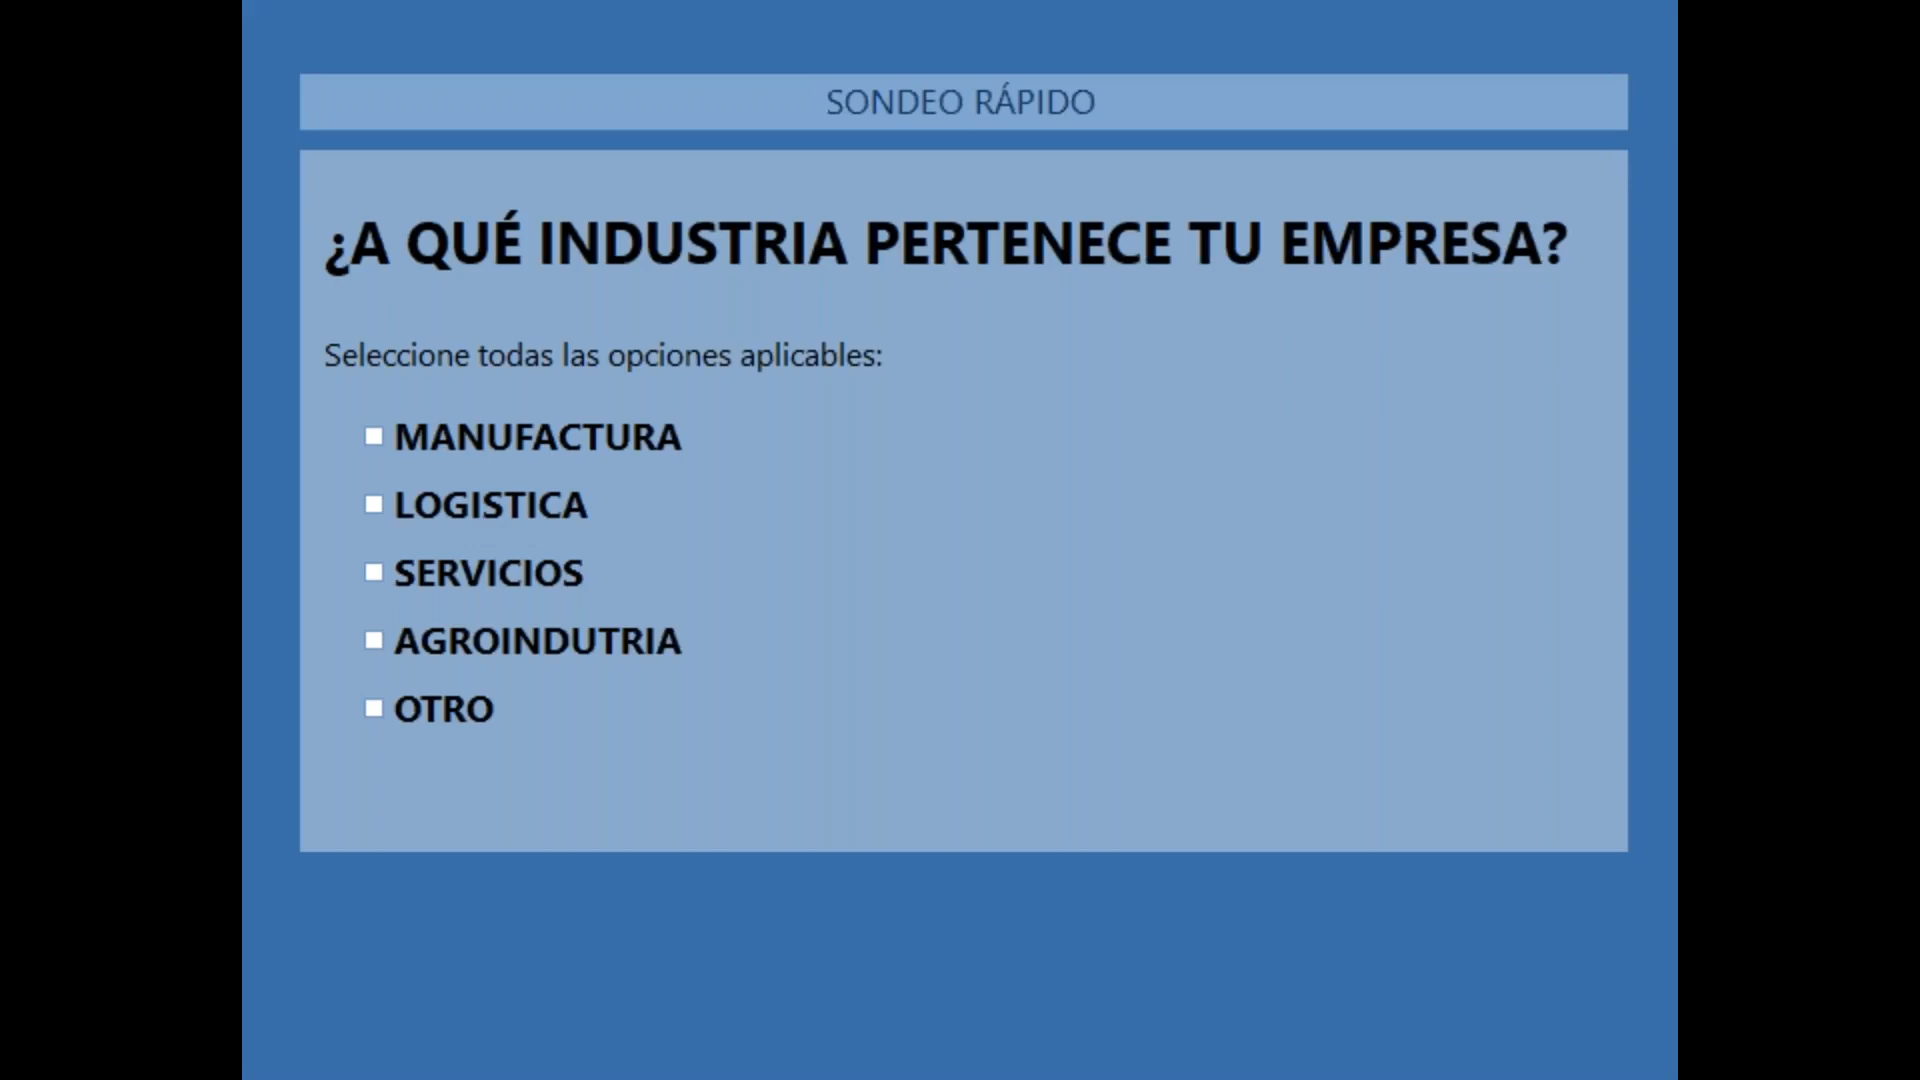 SONDEO RÁPIDO
¿A QUÉ INDUSTRIA PERTENECE TU EMPRESA?
Seleccione todas las opciones aplicables:
MANUFACTURA
LOGISTICA
SERVICIOS
AGROINDUTRIA
OTRO